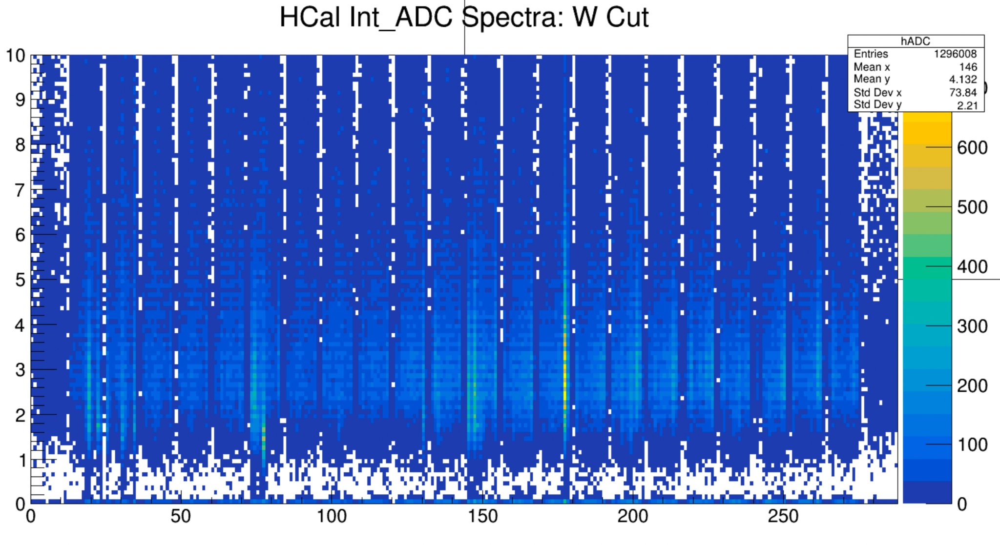 HCal Int_ADC Spectra: W Cut
hADC
Entries 1296008
Mean x 146
Mean y 4.132
Std Dev x 73.84
Std Dev y 2.21
10
9
8
7
6
5
4
3
2
1
0
0 50 100 150 200 250
600
500
400
300
200
100
0